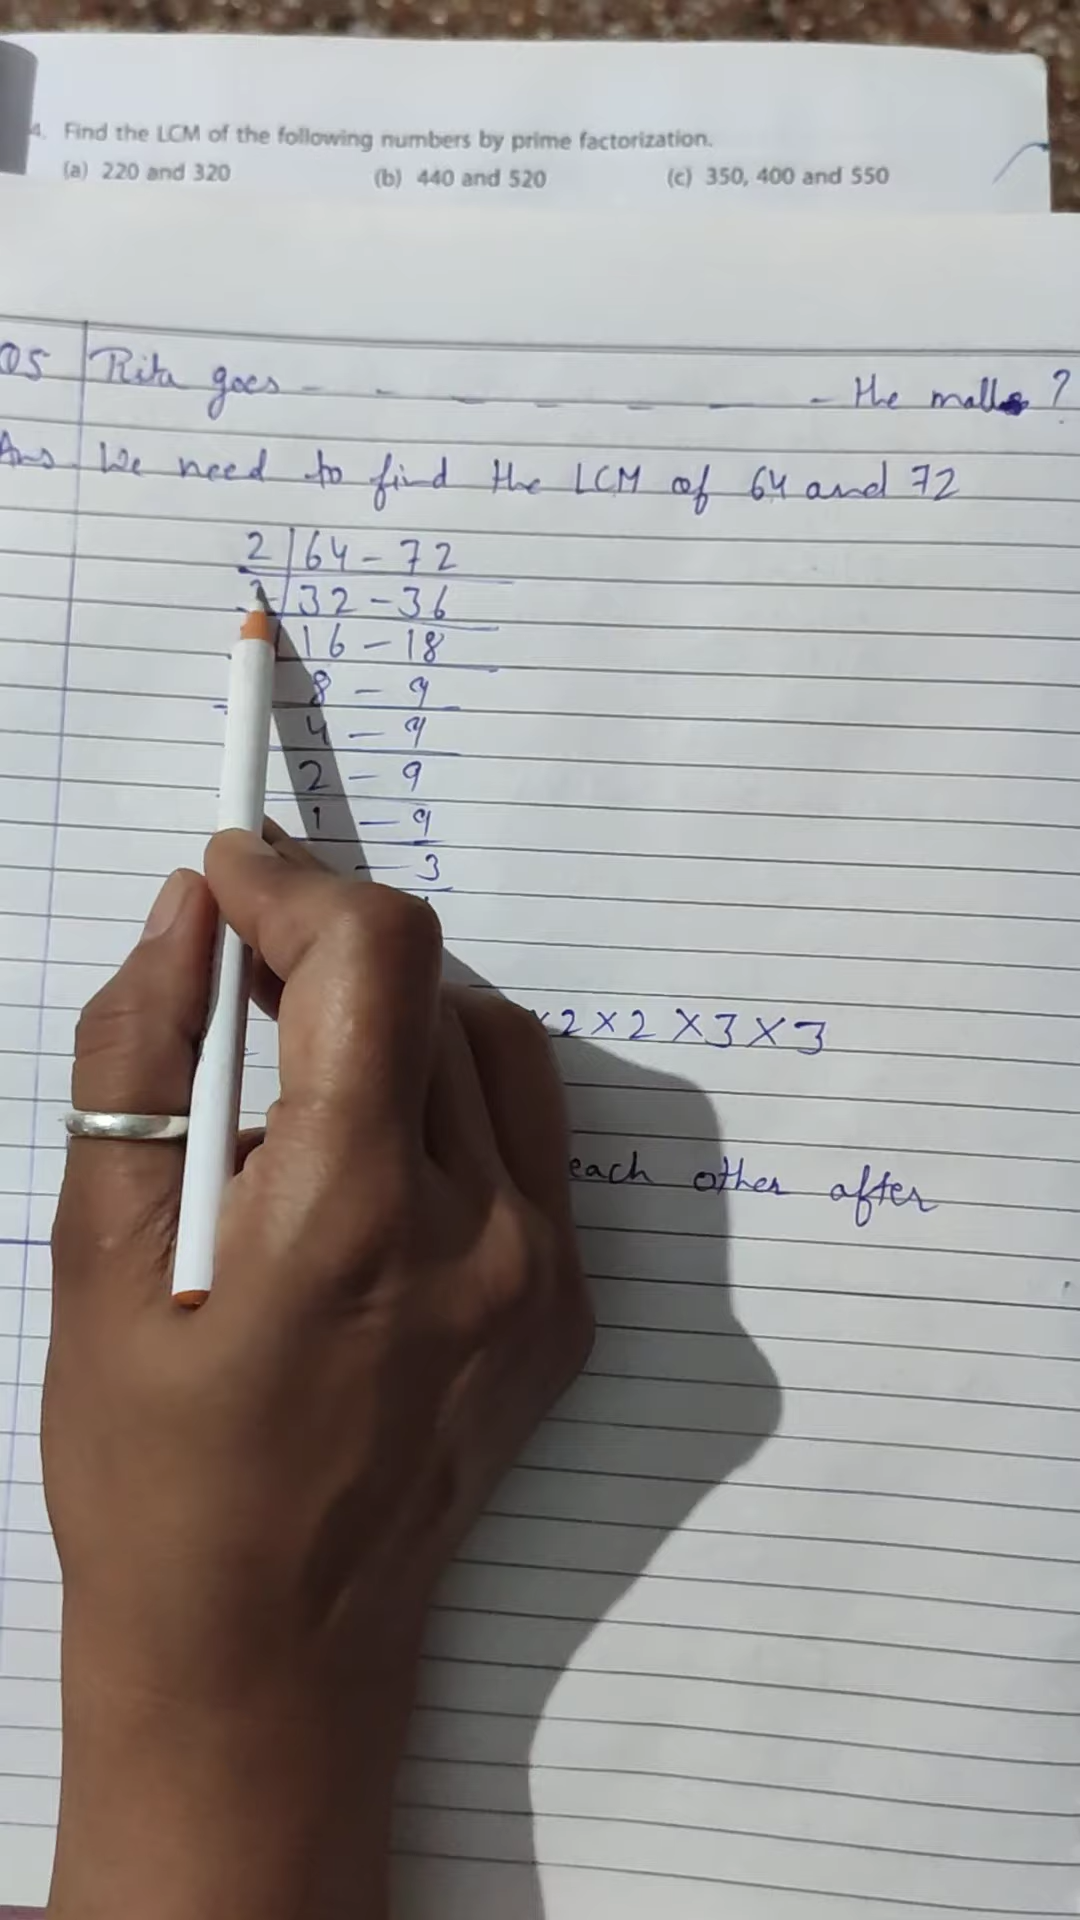 4. Find the LCM of the following numbers by prime factorization.
(a) 220 and 320 (b) 440 and 520 (c) 350, 400 and 550
Q5 Rita goes - - - - - - - - the malls ?
Ans. We need to find the LCM of 64 and 72
2 | 64 - 72
2 | 32 - 36
16 - 18
8 - 9
4 - 9
2 - 9
1 - 9
- 3
×2×2×3×3
each other after